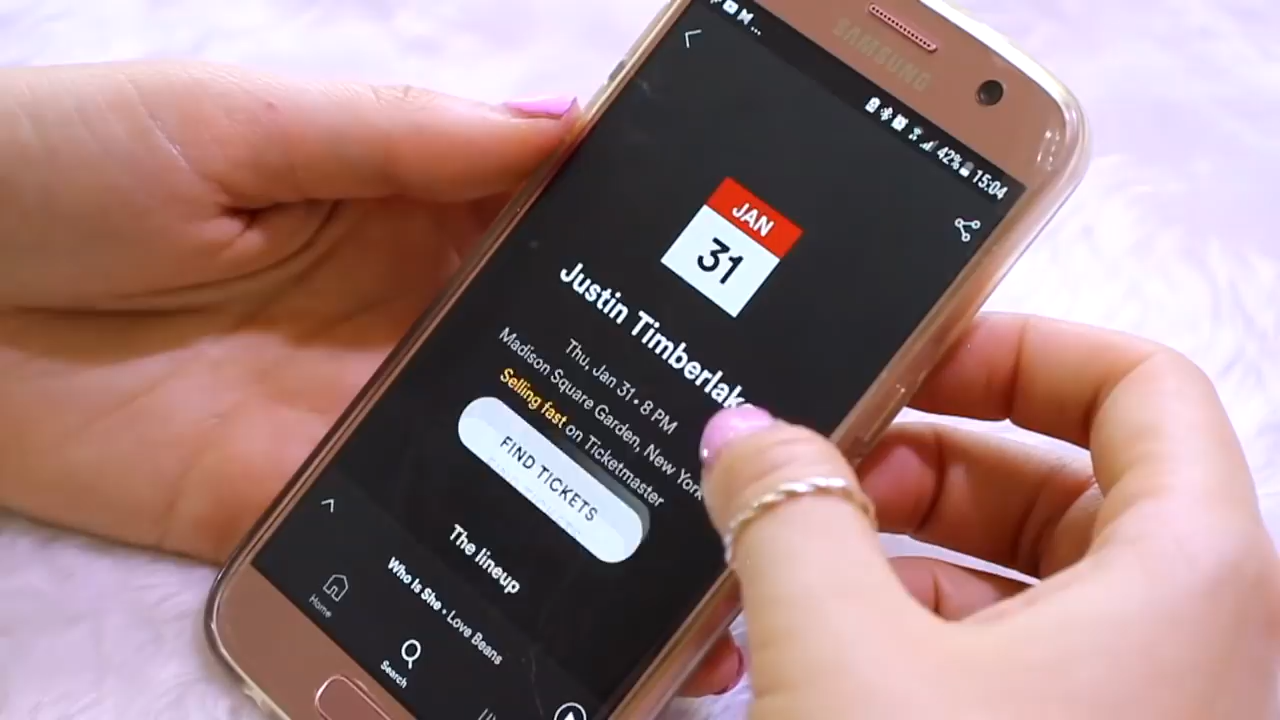 SAMSUNG
42% 15:04
JAN
31
Justin Timberlake
Thu, Jan 31 • 8 PM
Madison Square Garden, New York
Selling fast on Ticketmaster
FIND TICKETS
The lineup
Who Is She • Love Beans
Home
Search